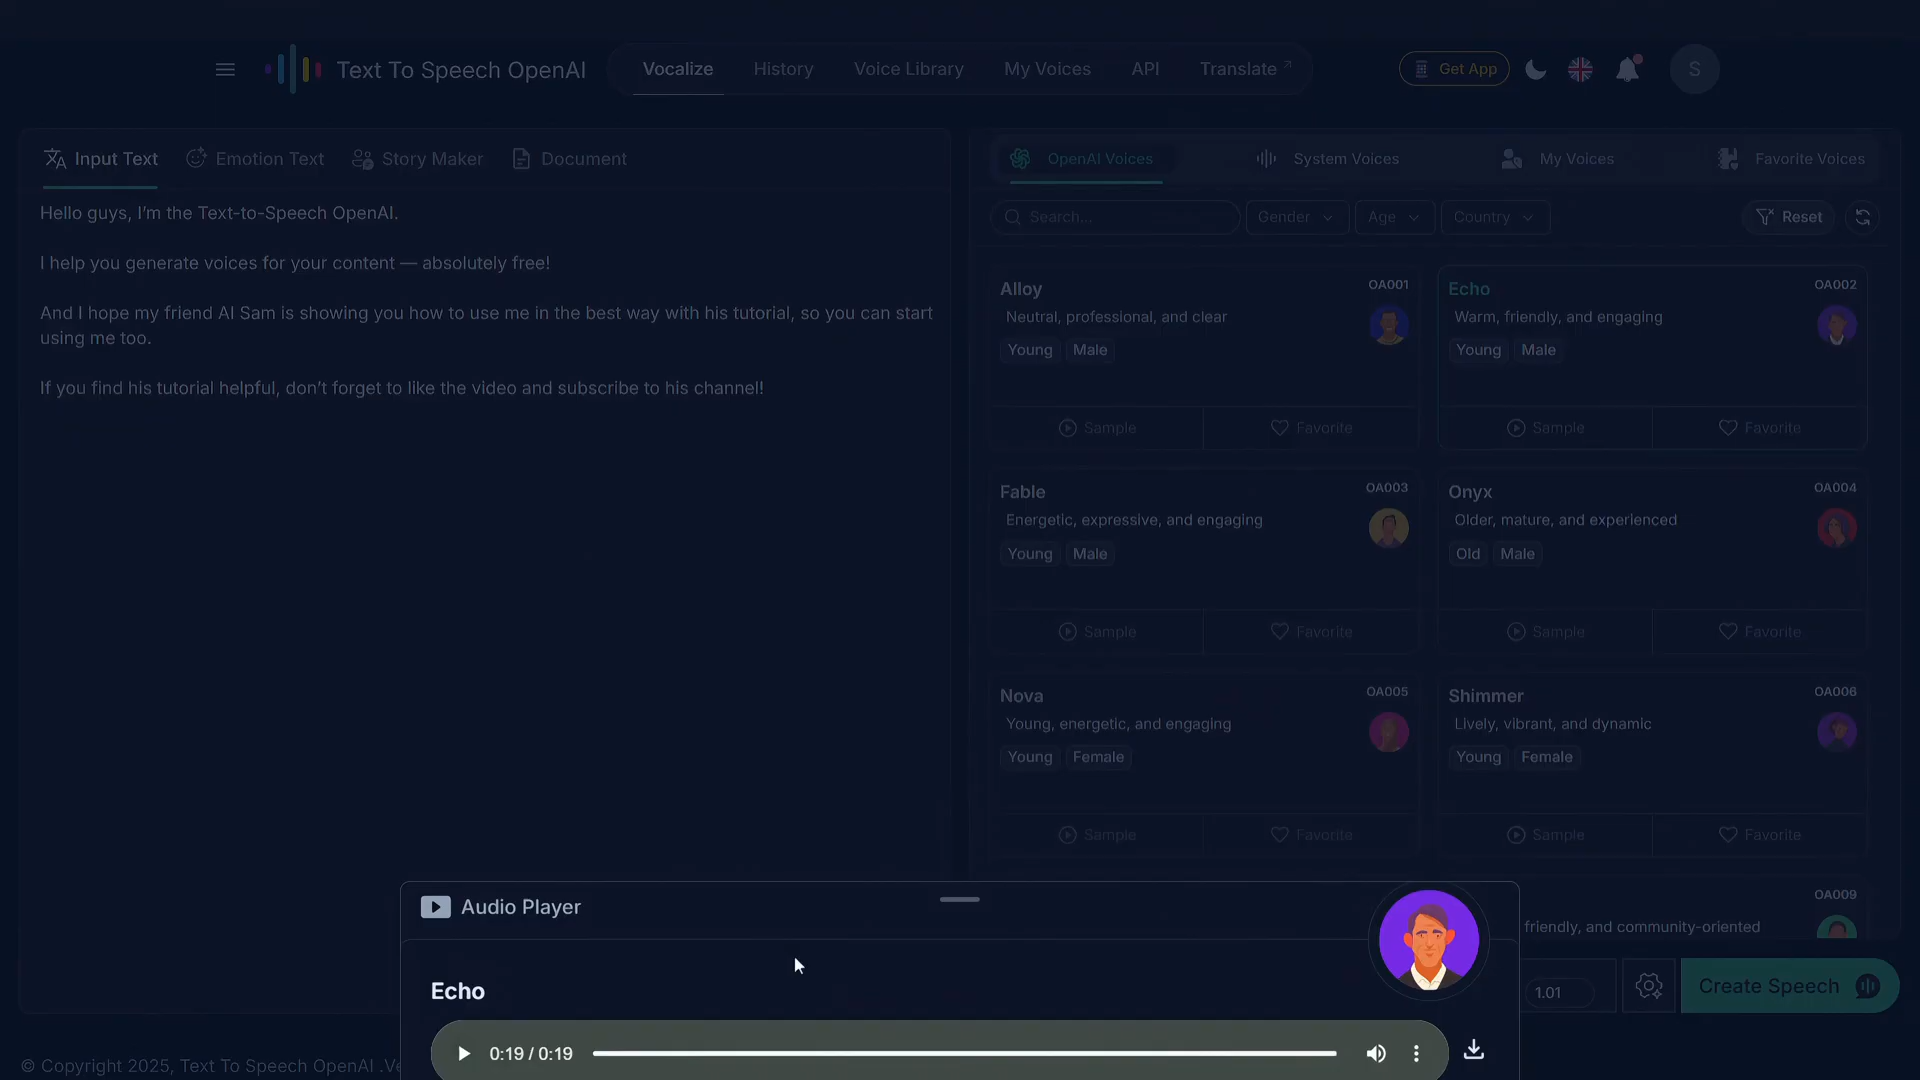 Text To Speech OpenAI
Vocalize
History
Voice Library
My Voices
API
Translate
Get App
S
Input Text
Emotion Text
Story Maker
Document
Hello guys, I’m the Text-to-Speech OpenAI.
I help you generate voices for your content — absolutely free!
And I hope my friend AI Sam is showing you how to use me in the best way with his tutorial, so you can start
using me too.
If you find his tutorial helpful, don’t forget to like the video and subscribe to his channel!
OpenAI Voices
System Voices
My Voices
Favorite Voices
Search...
Gender
Age
Country
Reset
Alloy
OA001
Neutral, professional, and clear
Young
Male
Sample
Favorite
Echo
OA002
Warm, friendly, and engaging
Young
Male
Sample
Favorite
Fable
OA003
Energetic, expressive, and engaging
Young
Male
Sample
Favorite
Onyx
OA004
Older, mature, and experienced
Old
Male
Sample
Favorite
Nova
OA005
Young, energetic, and engaging
Young
Female
Sample
Favorite
Shimmer
OA006
Lively, vibrant, and dynamic
Young
Female
Sample
Favorite
OA009
friendly, and community-oriented
Audio Player
Echo
0:19 / 0:19
1.01
Create Speech
© Copyright 2025, Text To Speech OpenAI .Ve